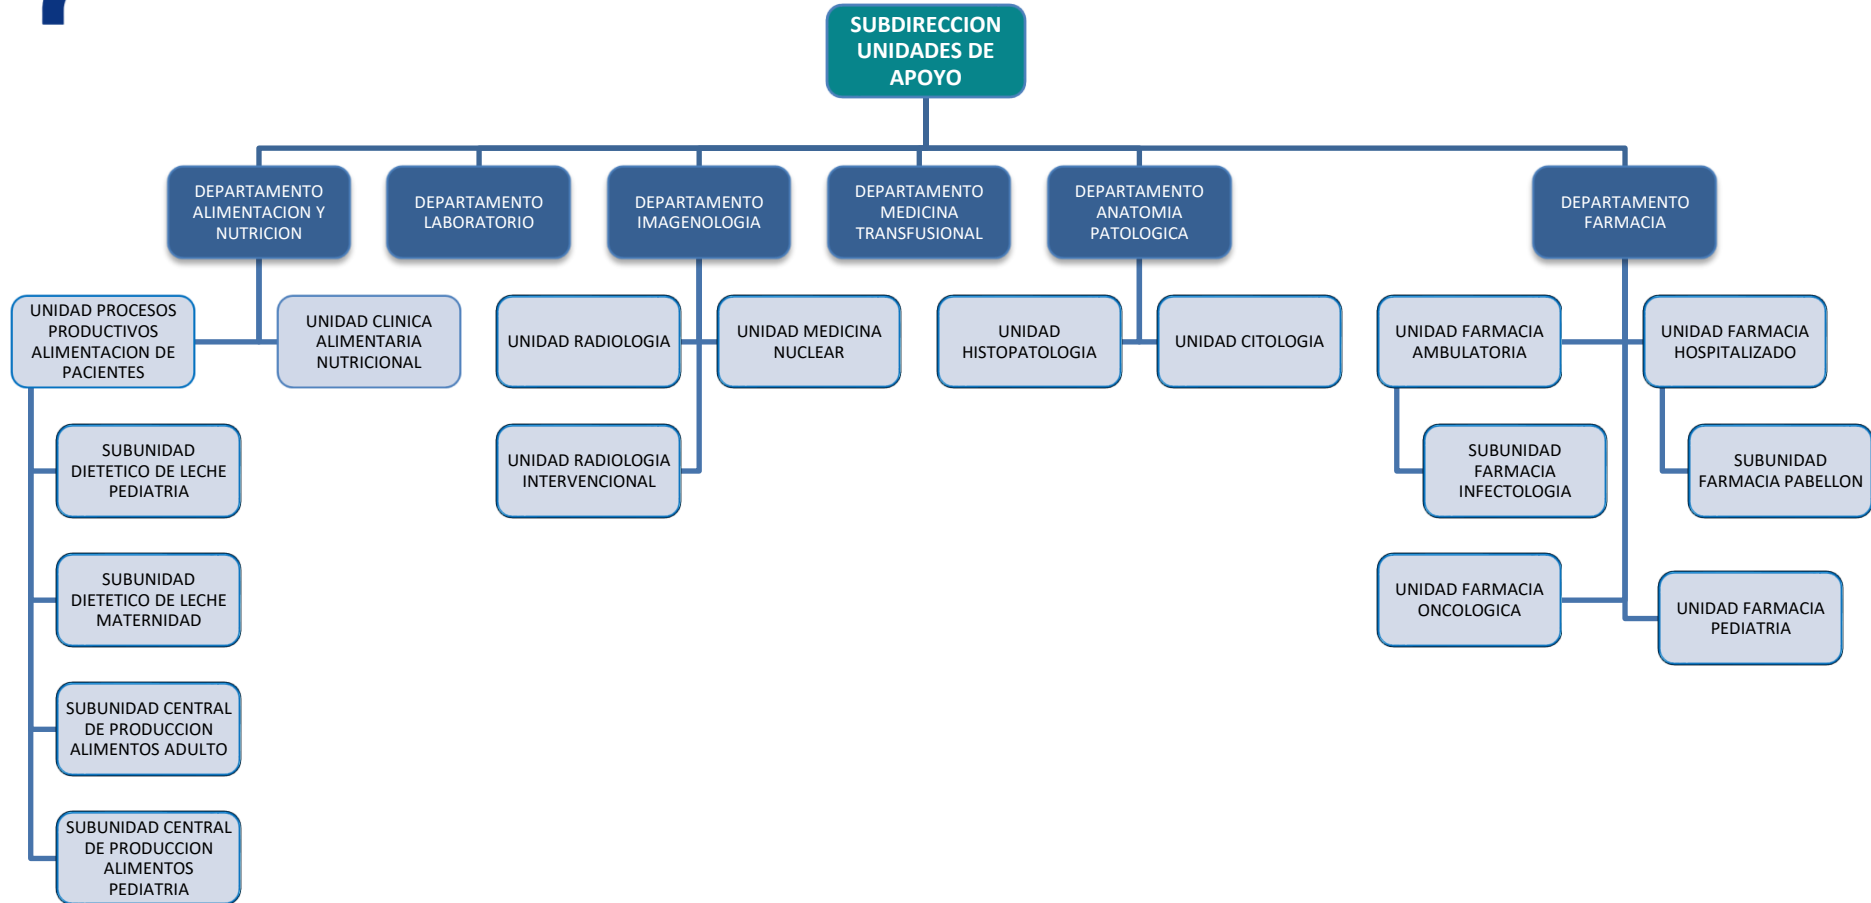 SUBDIRECCION
UNIDADES DE
APOYO
DEPARTAMENTO
ALIMENTACION Y
NUTRICION
DEPARTAMENTO
LABORATORIO
DEPARTAMENTO
IMAGENOLOGIA
DEPARTAMENTO
MEDICINA
TRANSFUSIONAL
DEPARTAMENTO
ANATOMIA
PATOLOGICA
DEPARTAMENTO
FARMACIA
UNIDAD PROCESOS
PRODUCTIVOS
ALIMENTACION DE
PACIENTES
UNIDAD CLINICA
ALIMENTARIA
NUTRICIONAL
UNIDAD RADIOLOGIA
UNIDAD MEDICINA
NUCLEAR
UNIDAD
HISTOPATOLOGIA
UNIDAD CITOLOGIA
UNIDAD FARMACIA
AMBULATORIA
UNIDAD FARMACIA
HOSPITALIZADO
SUBUNIDAD
DIETETICO DE LECHE
PEDIATRIA
UNIDAD RADIOLOGIA
INTERVENCIONAL
SUBUNIDAD
FARMACIA
INFECTOLOGIA
SUBUNIDAD
FARMACIA PABELLON
SUBUNIDAD
DIETETICO DE LECHE
MATERNIDAD
UNIDAD FARMACIA
ONCOLOGICA
UNIDAD FARMACIA
PEDIATRIA
SUBUNIDAD CENTRAL
DE PRODUCCION
ALIMENTOS ADULTO
SUBUNIDAD CENTRAL
DE PRODUCCION
ALIMENTOS
PEDIATRIA